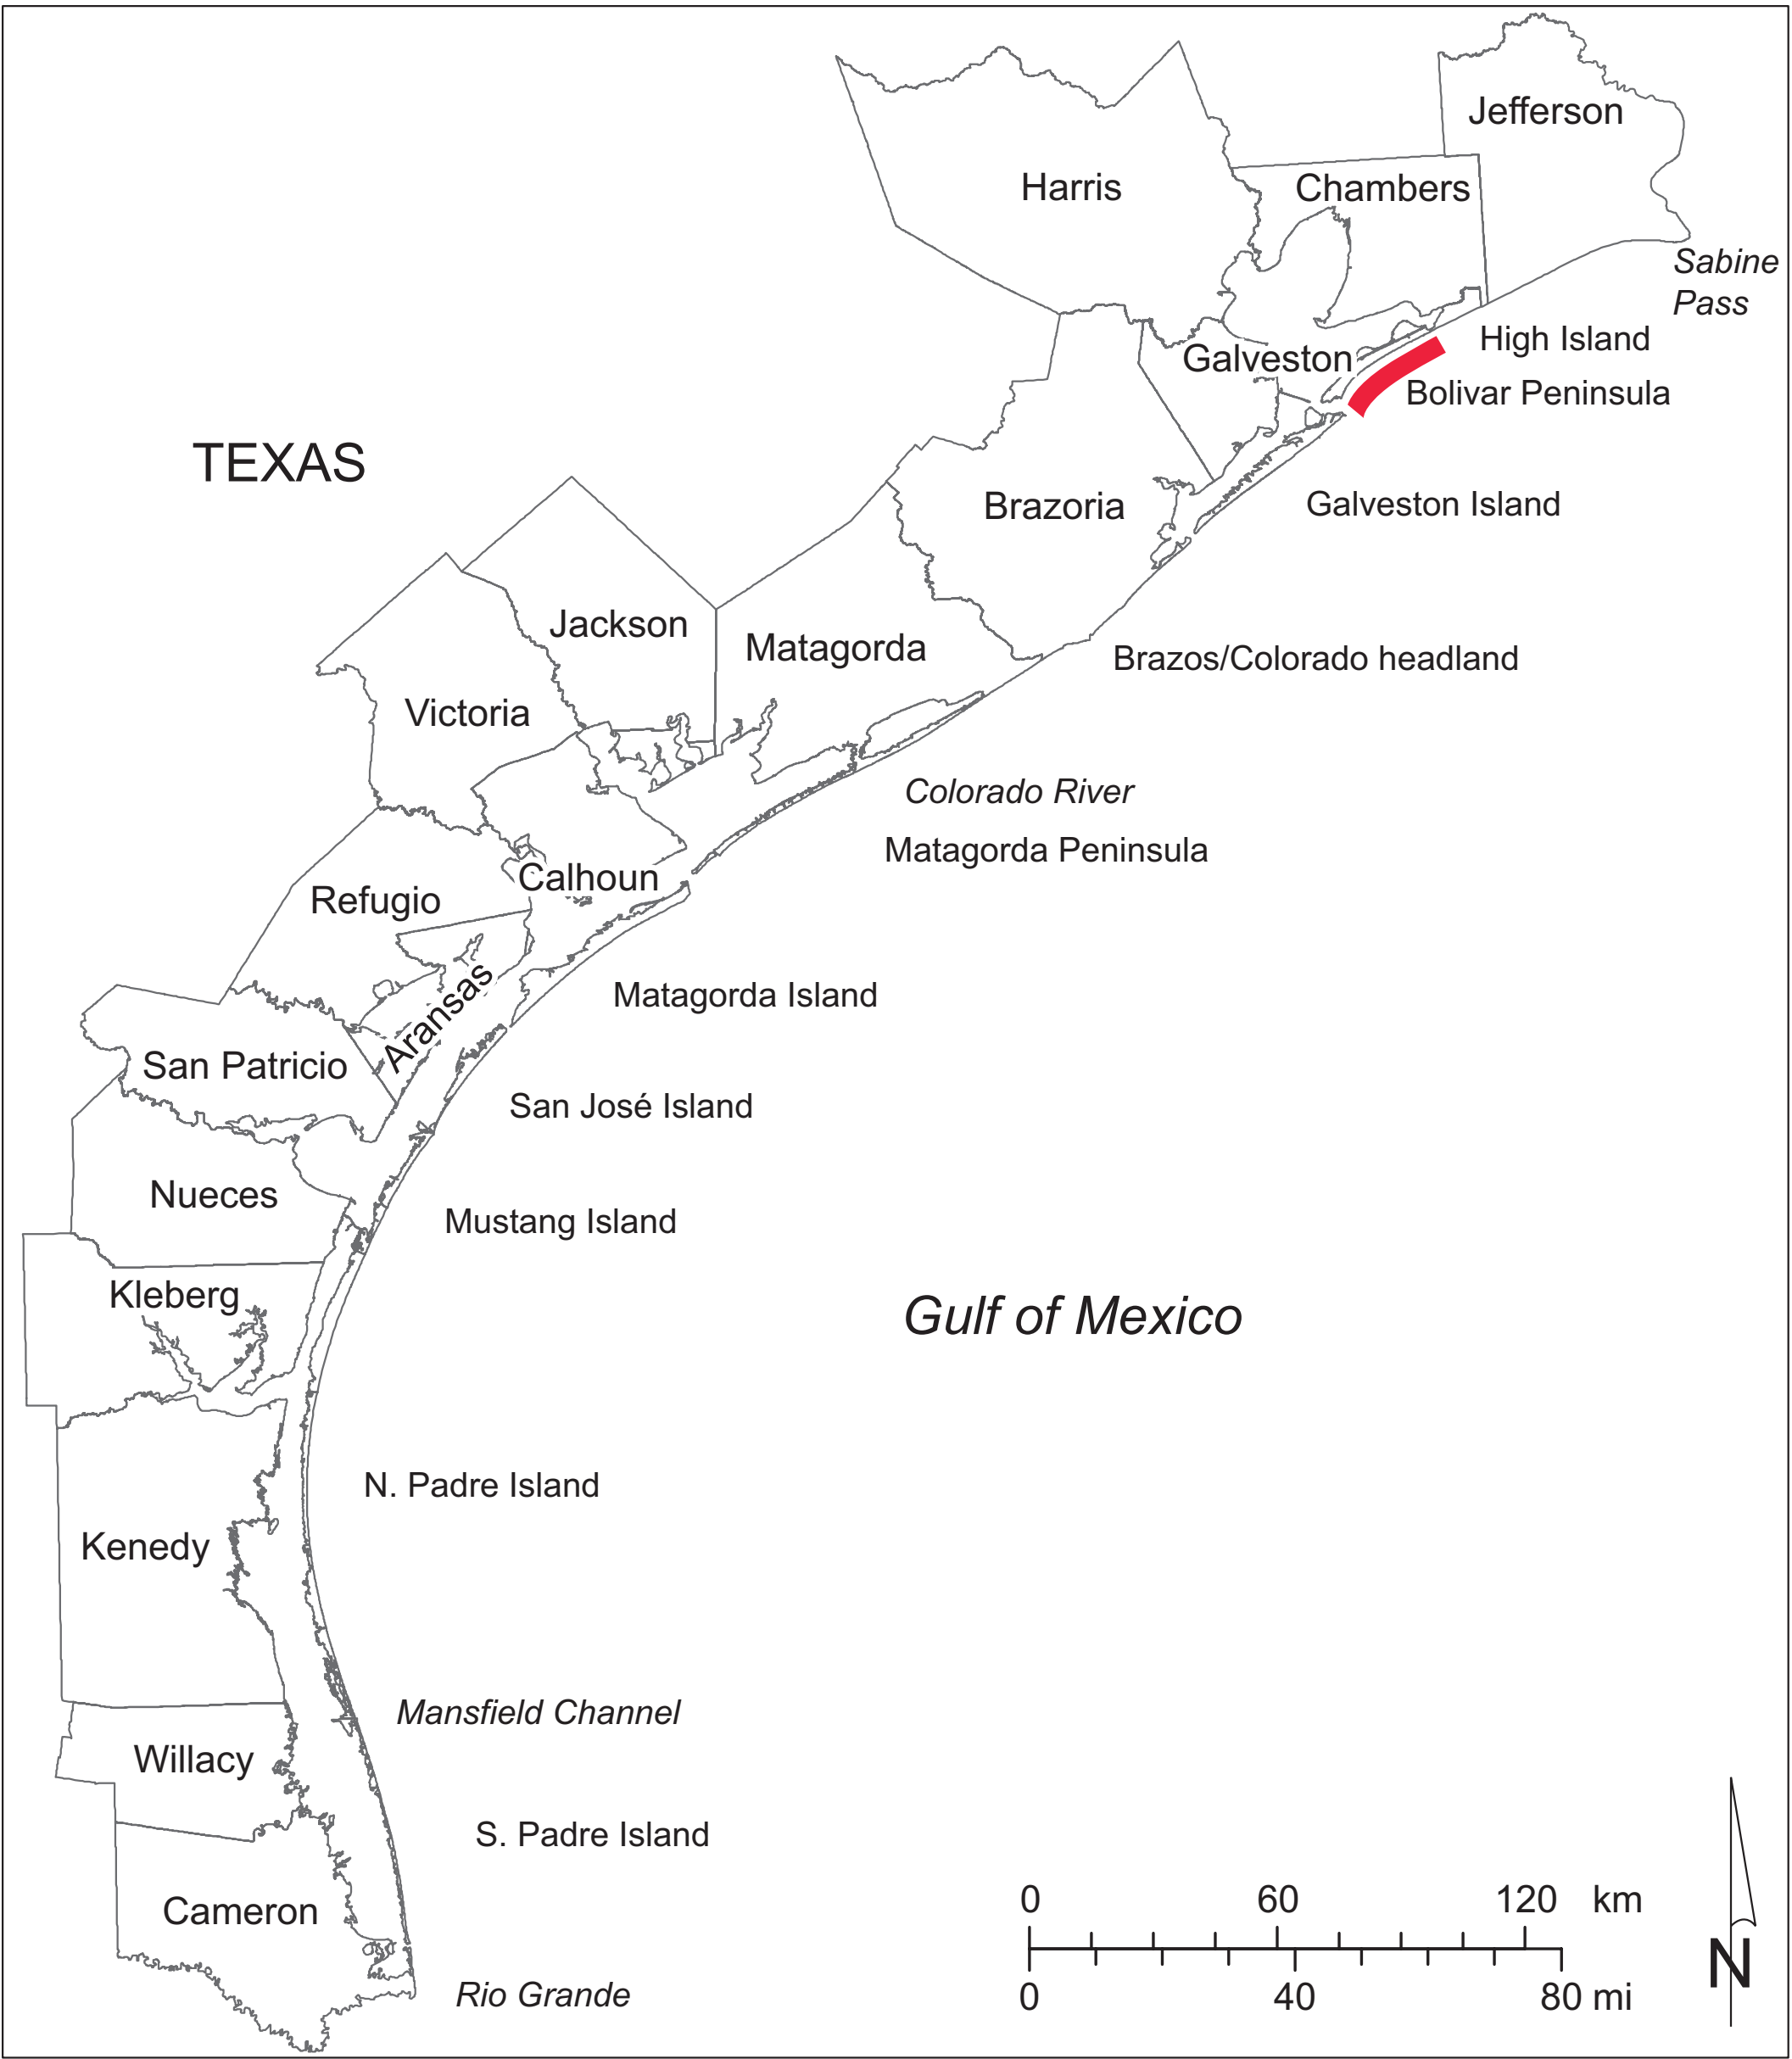 Jefferson
Harris
Chambers
Sabine
Pass
High Island
Galveston
Bolivar Peninsula
TEXAS
Brazoria
Galveston Island
Jackson
Matagorda
Brazos/Colorado headland
Victoria
Colorado River
Matagorda Peninsula
Calhoun
Refugio
Aransas
Matagorda Island
San Patricio
San José Island
Nueces
Mustang Island
Kleberg
Gulf of Mexico
N. Padre Island
Kenedy
Mansfield Channel
Willacy
S. Padre Island
Cameron
Rio Grande
0 60 120 km
0 40 80 mi
N